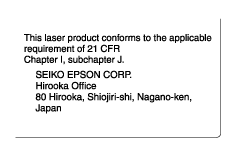 This laser product conforms to the applicable
requirement of 21 CFR
Chapter I, subchapter J.
SEIKO EPSON CORP.
Hirooka Office
80 Hirooka, Shiojiri-shi, Nagano-ken,
Japan